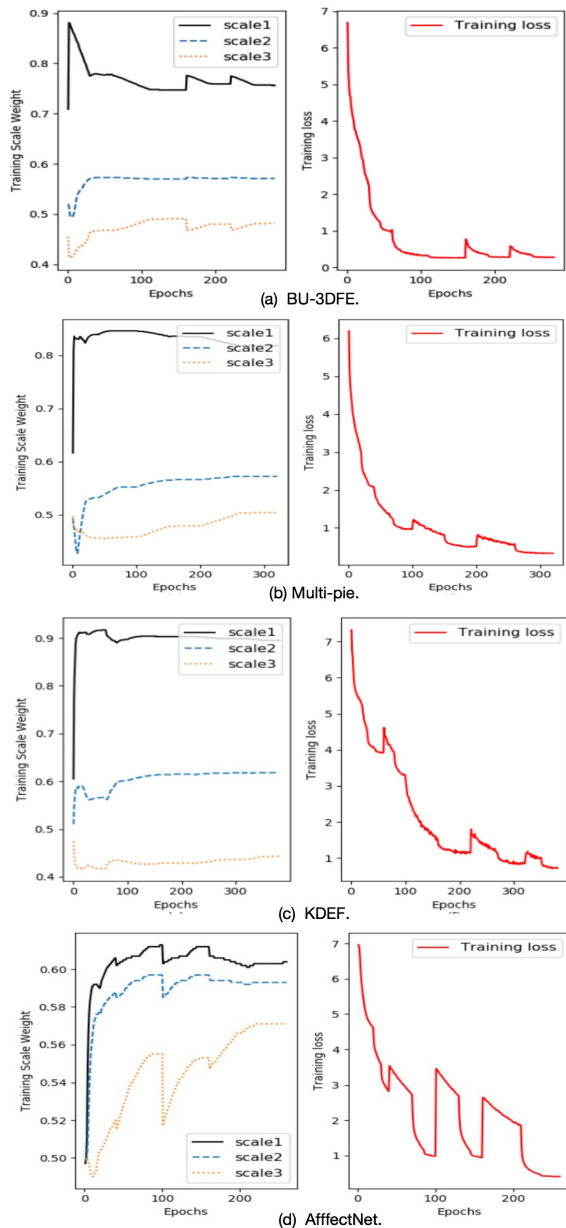 0.9
0.8
0.7
0.6
0.5
0.4
Training Scale Weight
scale1
scale2
scale3
0
100
200
Epochs
7
6
5
4
3
2
1
0
Training loss
Training loss
0
100
200
Epochs
(a) BU-3DFE.
0.8
0.7
0.6
0.5
Training Scale Weight
scale1
scale2
scale3
0
100
200
300
Epochs
6
5
4
3
2
1
Training loss
Training loss
0
100
200
300
Epochs
(b) Multi-pie.
0.9
0.8
0.7
0.6
0.5
0.4
Training Scale Weight
scale1
scale2
scale3
0
100
200
300
Epochs
7
6
5
4
3
2
1
Training loss
Training loss
0
100
200
300
Epochs
(c) KDEF.
0.60
0.58
0.56
0.54
0.52
0.50
Training Scale Weight
scale1
scale2
scale3
0
100
200
Epochs
7
6
5
4
3
2
1
Training loss
Training loss
0
100
200
Epochs
(d) AfffectNet.